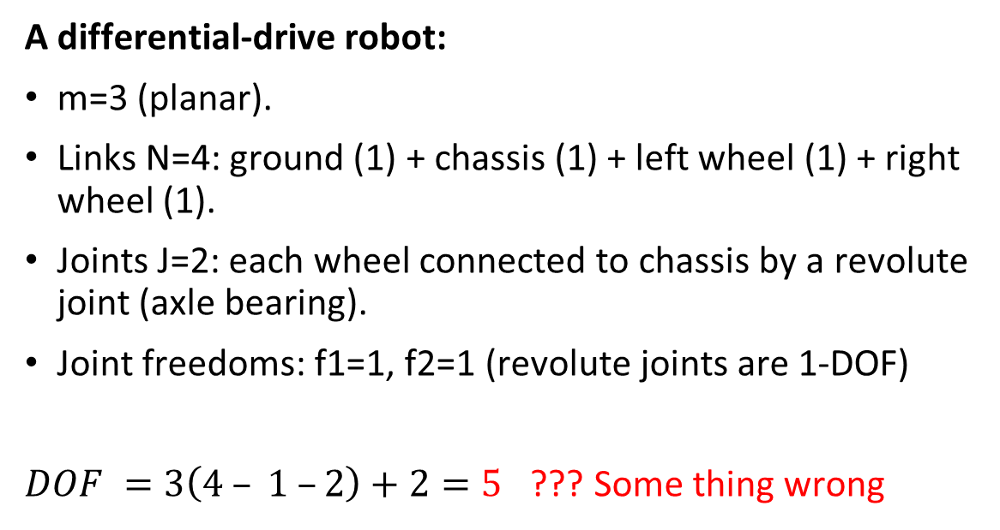 A differential-drive robot:
• m=3 (planar).
• Links N=4: ground (1) + chassis (1) + left wheel (1) + right
wheel (1).
• Joints J=2: each wheel connected to chassis by a revolute
joint (axle bearing).
• Joint freedoms: f1=1, f2=1 (revolute joints are 1-DOF)
DOF = 3(4 – 1 – 2) + 2 = 5 ??? Some thing wrong